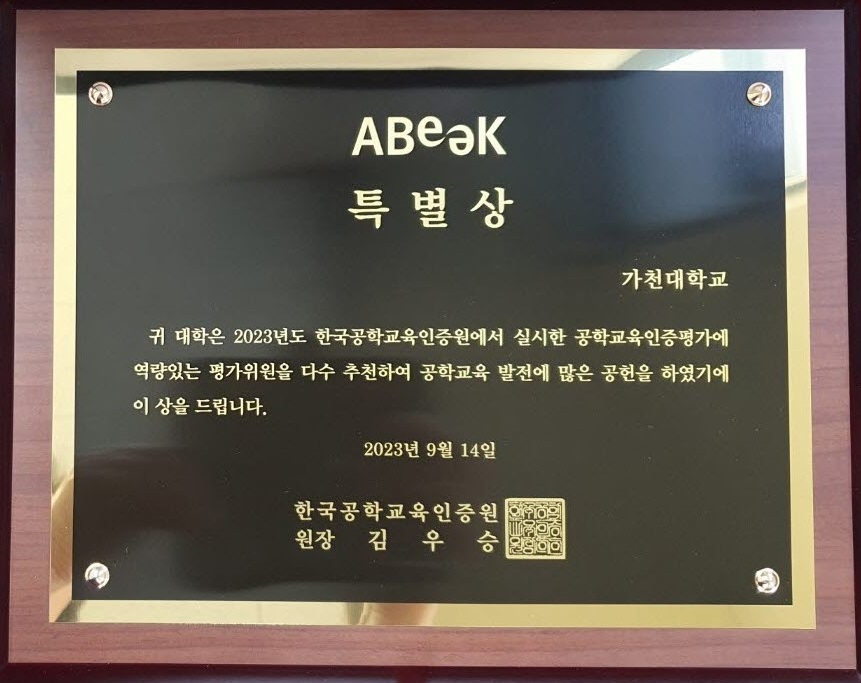 ABeeK
특별상
가천대학교
귀 대학은 2023년도 한국공학교육인증원에서 실시한 공학교육인증평가에
역량있는 평가위원을 다수 추천하여 공학교육 발전에 많은 공헌을 하였기에
이 상을 드립니다.
2023년 9월 14일
한국공학교육인증원
원장 김 우 승